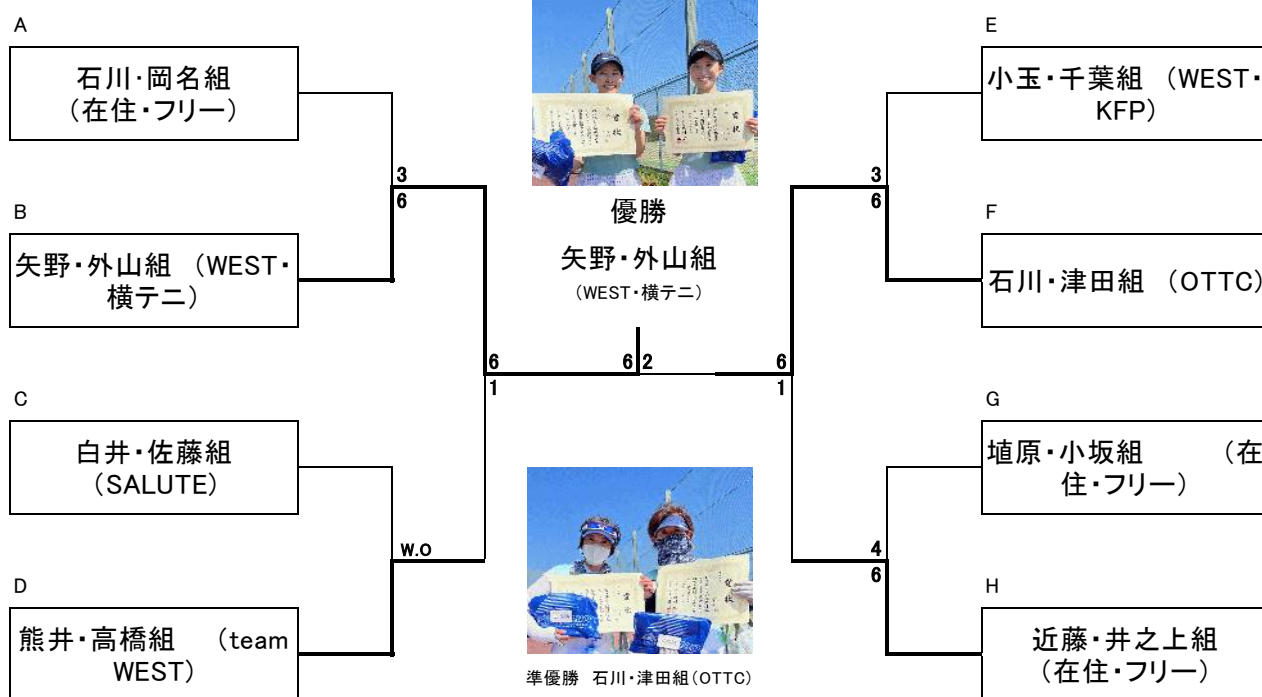 A
石川・岡名組
(在住・フリー)
3
6
B
矢野・外山組 (WEST・
横テニ)
6
1
C
白井・佐藤組
(SALUTE)
W.O
D
熊井・高橋組 (team
WEST)
優勝
矢野・外山組
(WEST・横テニ)
6 2
準優勝 石川・津田組(OTTC)
E
小玉・千葉組 (WEST・
KFP)
3
6
F
石川・津田組 (OTTC)
6
1
G
埴原・小坂組 (在
住・フリー)
4
6
H
近藤・井之上組
(在住・フリー)